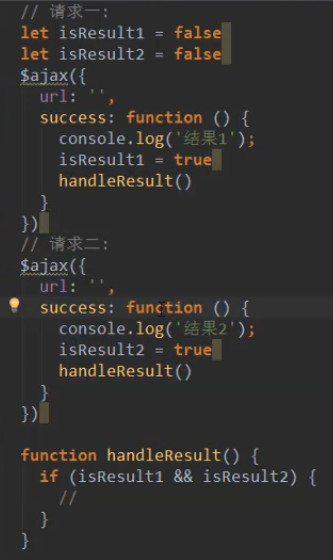 // 请求一:
let isResult1 = false
let isResult2 = false
$ajax({
  url: '',
  success: function () {
    console.log('结果1');
    isResult1 = true
    handleResult()
  }
})
// 请求二:
$ajax({
  url: '',
  success: function () {
    console.log('结果2');
    isResult2 = true
    handleResult()
  }
})

function handleResult() {
  if (isResult1 && isResult2) {
    //
  }
}